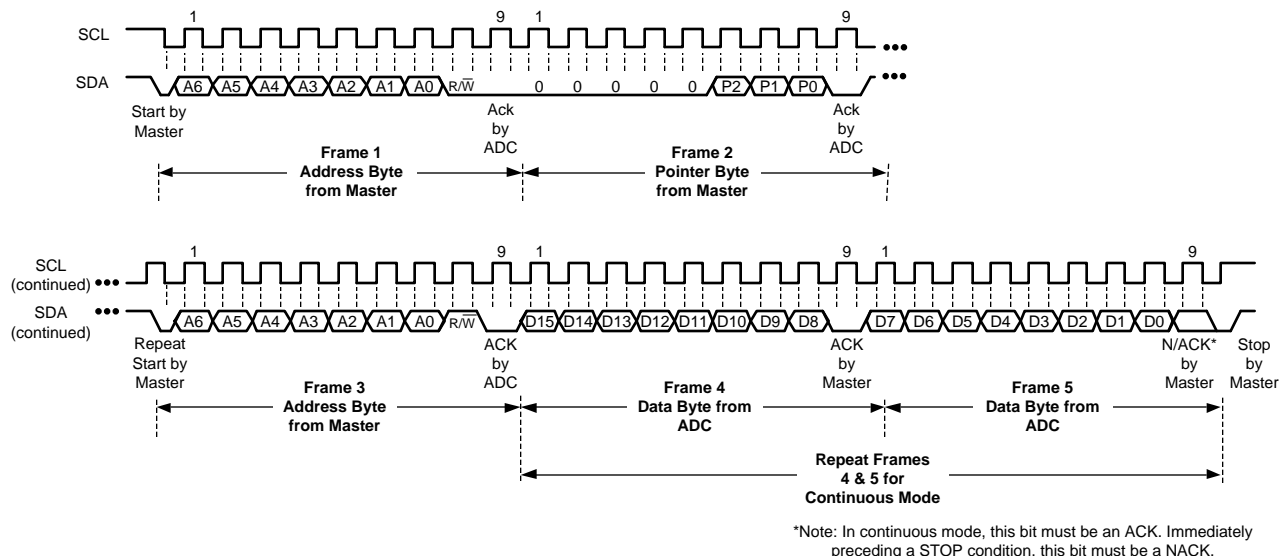 1 9 1 9
SCL •••
SDA A6 A5 A4 A3 A2 A1 A0 R/W 0 0 0 0 0 P2 P1 P0 •••
Start by
Master
Ack
by
ADC
Ack
by
ADC
Frame 1
Address Byte
from Master
Frame 2
Pointer Byte
from Master
1 9 1 9 1 9
SCL
(continued) •••
SDA
(continued) ••• A6 A5 A4 A3 A2 A1 A0 R/W D15 D14 D13 D12 D11 D10 D9 D8 D7 D6 D5 D4 D3 D2 D1 D0
Repeat
Start by
Master
ACK
by
ADC
ACK
by
Master
N/ACK*
by
Master
Stop
by
Master
Frame 3
Address Byte
from Master
Frame 4
Data Byte from
ADC
Frame 5
Data Byte from
ADC
Repeat Frames
4 & 5 for
Continuous Mode
*Note: In continuous mode, this bit must be an ACK. Immediately
preceding a STOP condition, this bit must be a NACK.